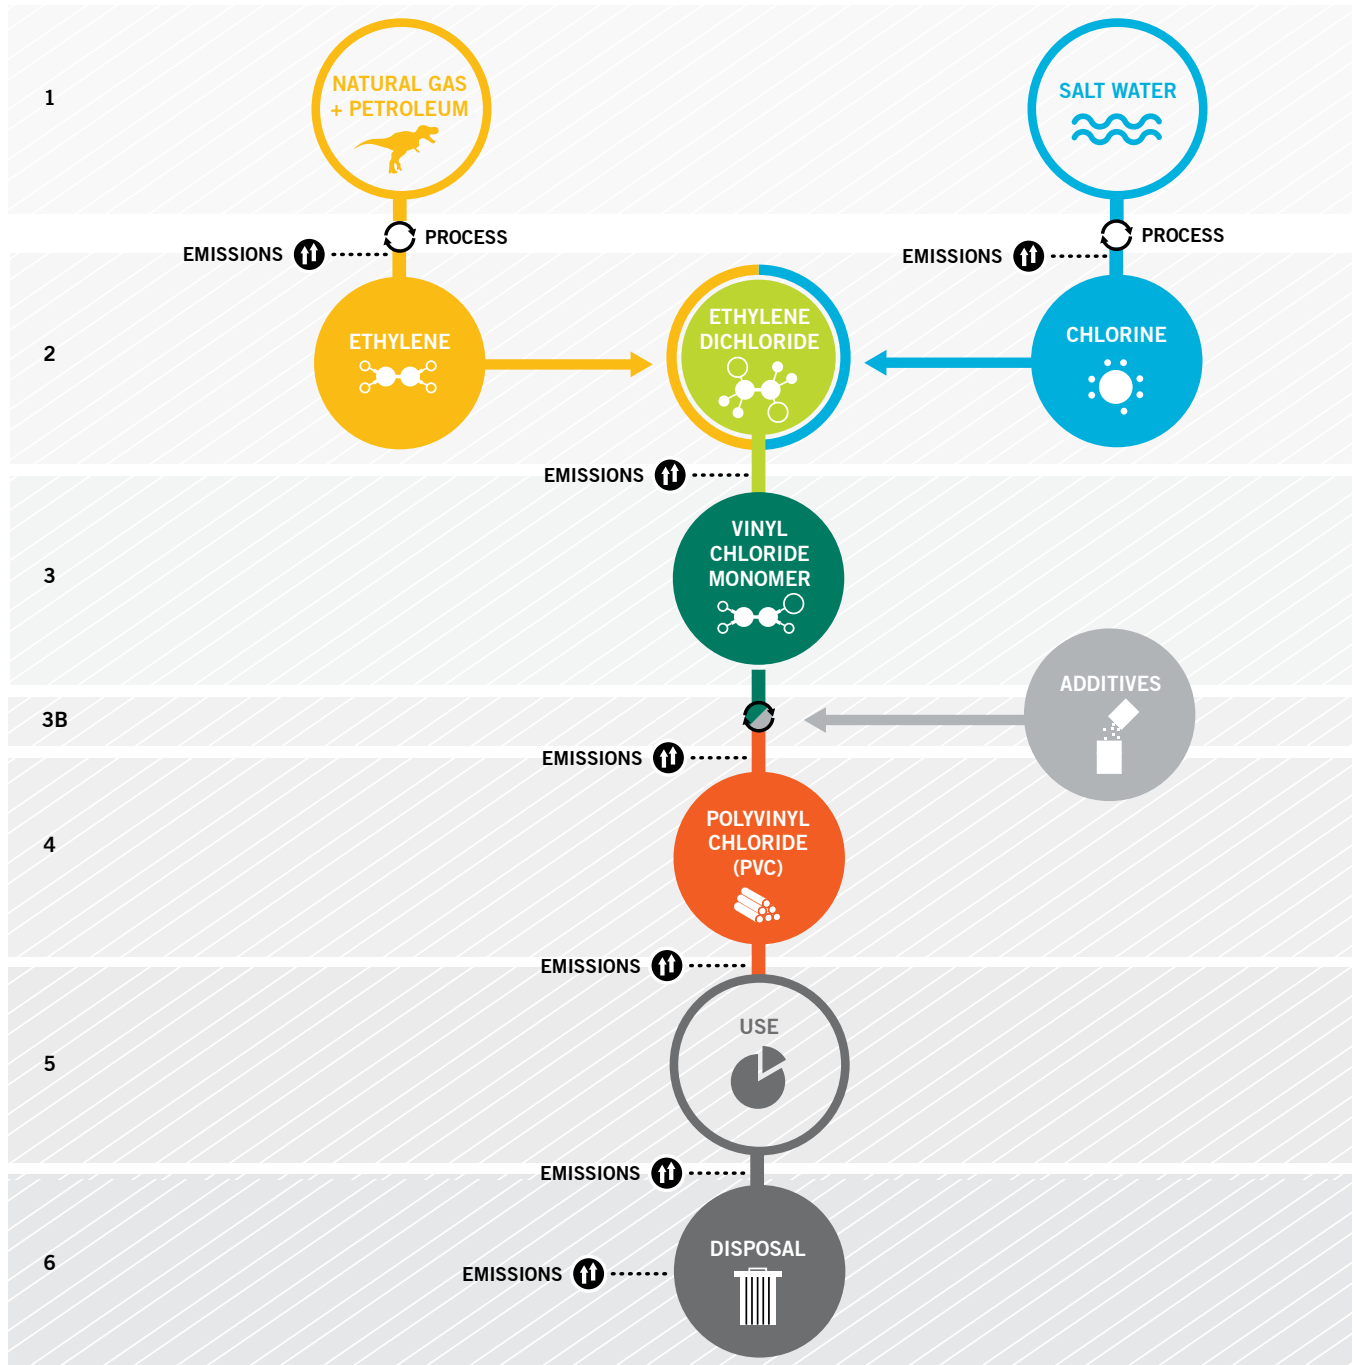 1
NATURAL GAS
+ PETROLEUM
SALT WATER
PROCESS
EMISSIONS
PROCESS
EMISSIONS
2
ETHYLENE
ETHYLENE
DICHLORIDE
CHLORINE
EMISSIONS
3
VINYL
CHLORIDE
MONOMER
ADDITIVES
3B
EMISSIONS
4
POLYVINYL
CHLORIDE
(PVC)
EMISSIONS
5
USE
EMISSIONS
6
DISPOSAL
EMISSIONS